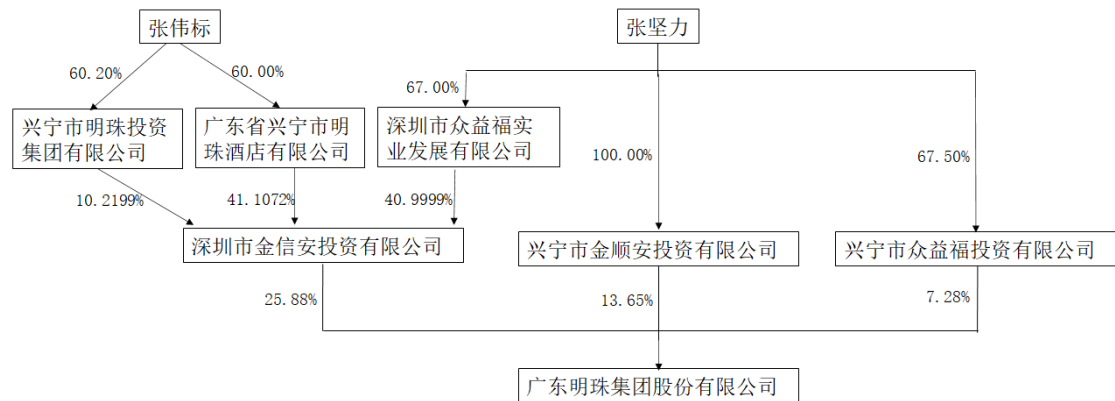 张伟标
张坚力
60.20%
60.00%
67.00%
兴宁市明珠投资
集团有限公司
广东省兴宁市明
珠酒店有限公司
深圳市众益福实
业发展有限公司
100.00%
67.50%
10.2199%
41.1072%
40.9999%
深圳市金信安投资有限公司
兴宁市金顺安投资有限公司
兴宁市众益福投资有限公司
25.88%
13.65%
7.28%
广东明珠集团股份有限公司